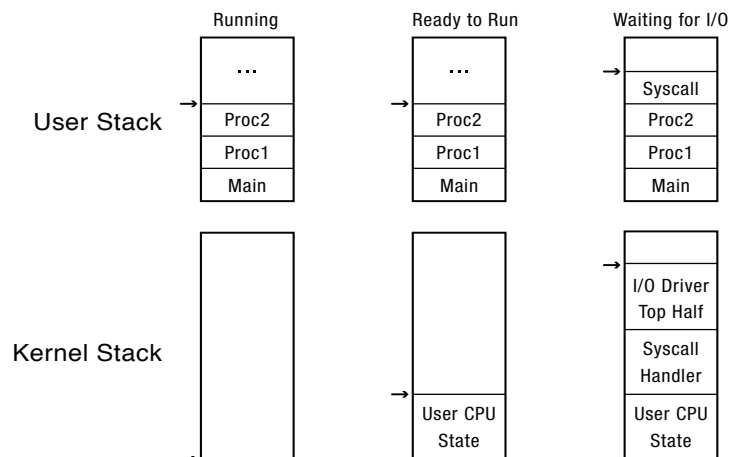 Running Ready to Run Waiting for I/O
... ...
Syscall
User Stack Proc2 Proc2 Proc2
Proc1 Proc1 Proc1
Main Main Main
I/O Driver
Top Half
Kernel Stack Syscall
Handler
User CPU User CPU
State State